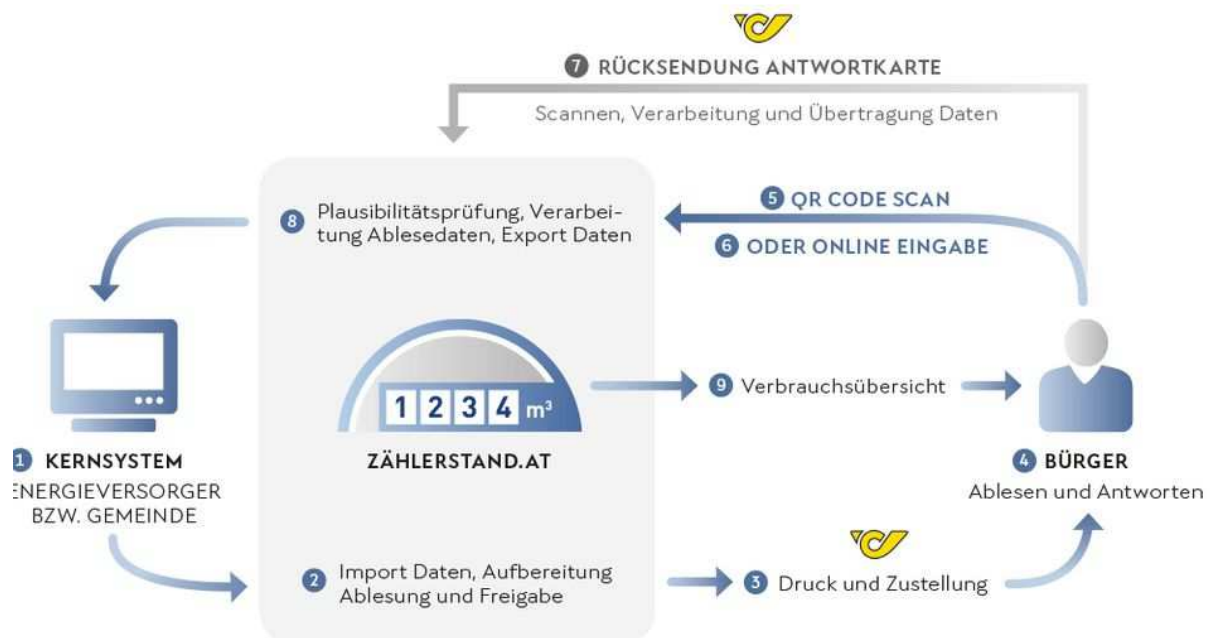 7 RÜCKSENDUNG ANTWORTKARTE
Scannen, Verarbeitung und Übertragung Daten
5 QR CODE SCAN
6 ODER ONLINE EINGABE
8 Plausibilitätsprüfung, Verarbei-
tung Ablesedaten, Export Daten
1 2 3 4 m³
ZÄHLERSTAND.AT
9 Verbrauchsübersicht
1 KERNSYSTEM
ENERGIEVERSORGER
BZW. GEMEINDE
4 BÜRGER
Ablesen und Antworten
2 Import Daten, Aufbereitung
Ablesung und Freigabe
3 Druck und Zustellung